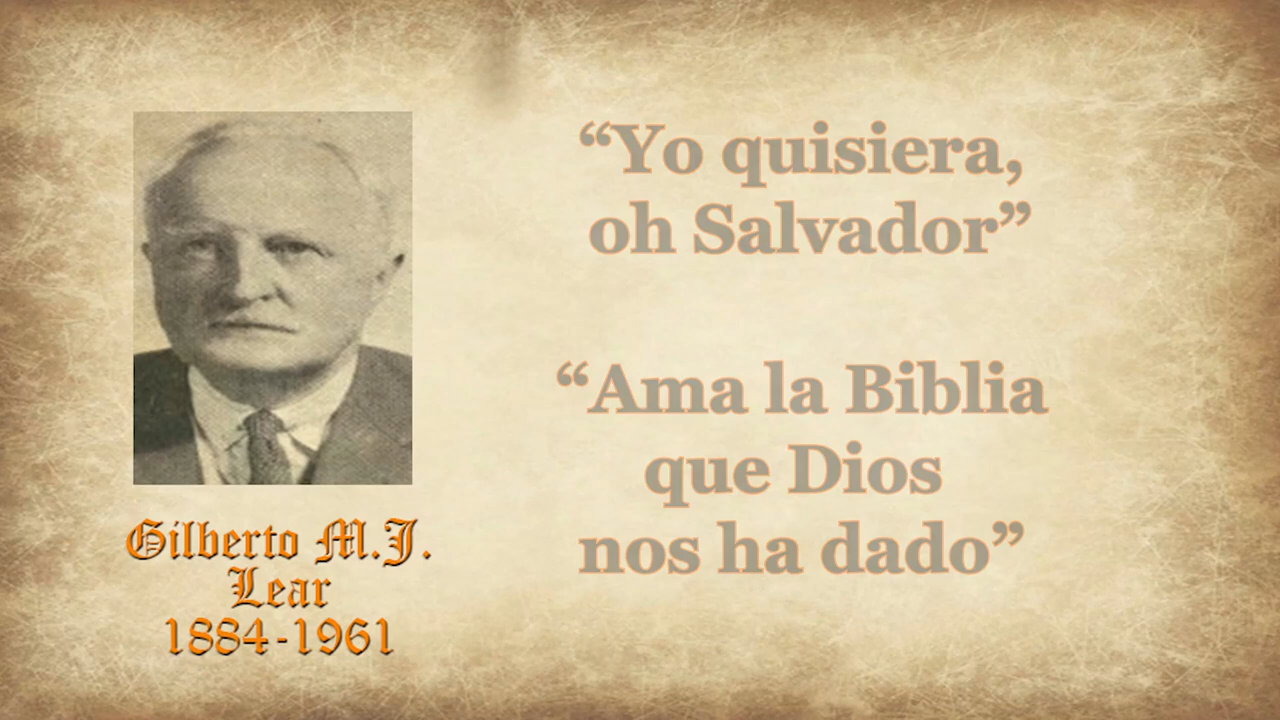 “Yo quisiera,
oh Salvador”
“Ama la Biblia
que Dios
nos ha dado”
Gilberto M.J.
Lear
1884-1961